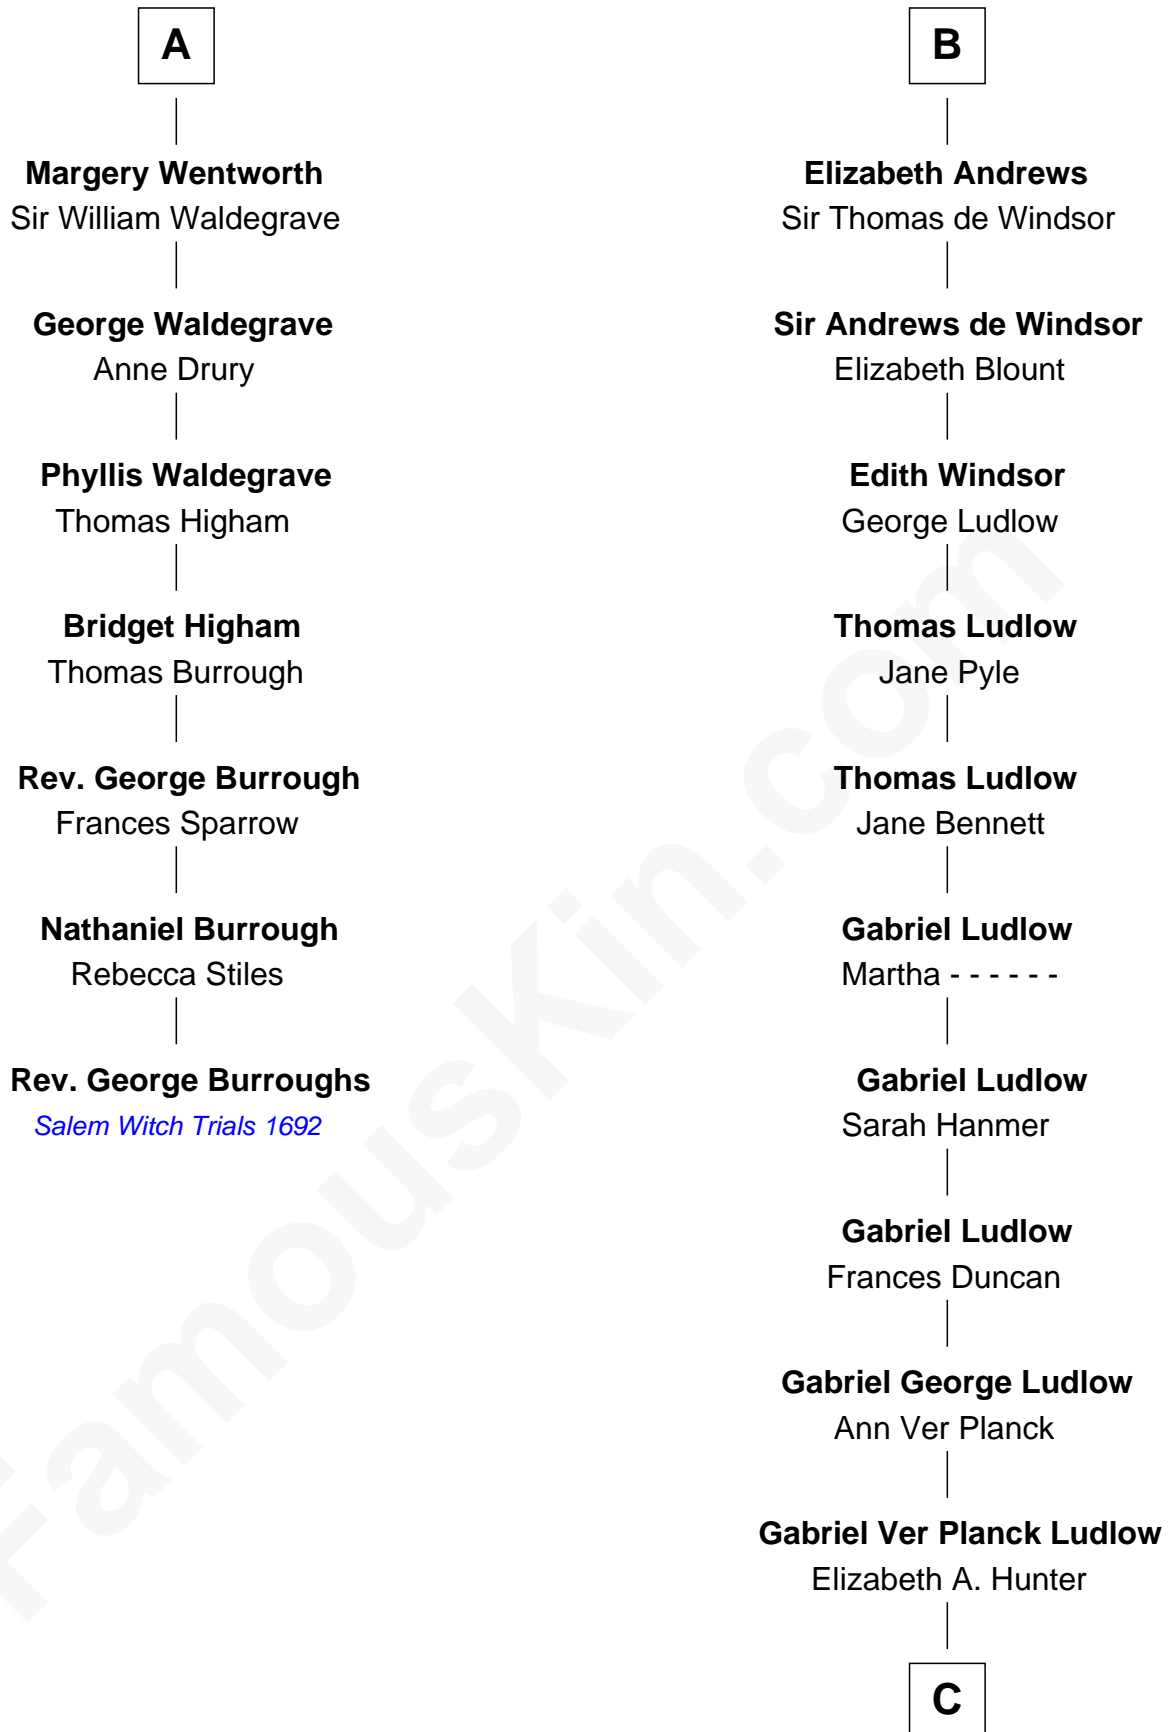 A
Margery Wentworth
Sir William Waldegrave
George Waldegrave
Anne Drury
Phyllis Waldegrave
Thomas Higham
Bridget Higham
Thomas Burrough
Rev. George Burrough
Frances Sparrow
Nathaniel Burrough
Rebecca Stiles
Rev. George Burroughs
Salem Witch Trials 1692
B
Elizabeth Andrews
Sir Thomas de Windsor
Sir Andrews de Windsor
Elizabeth Blount
Edith Windsor
George Ludlow
Thomas Ludlow
Jane Pyle
Thomas Ludlow
Jane Bennett
Gabriel Ludlow
Martha - - - - - -
Gabriel Ludlow
Sarah Hanmer
Gabriel Ludlow
Frances Duncan
Gabriel George Ludlow
Ann Ver Planck
Gabriel Ver Planck Ludlow
Elizabeth A. Hunter
C
FamousKin.com